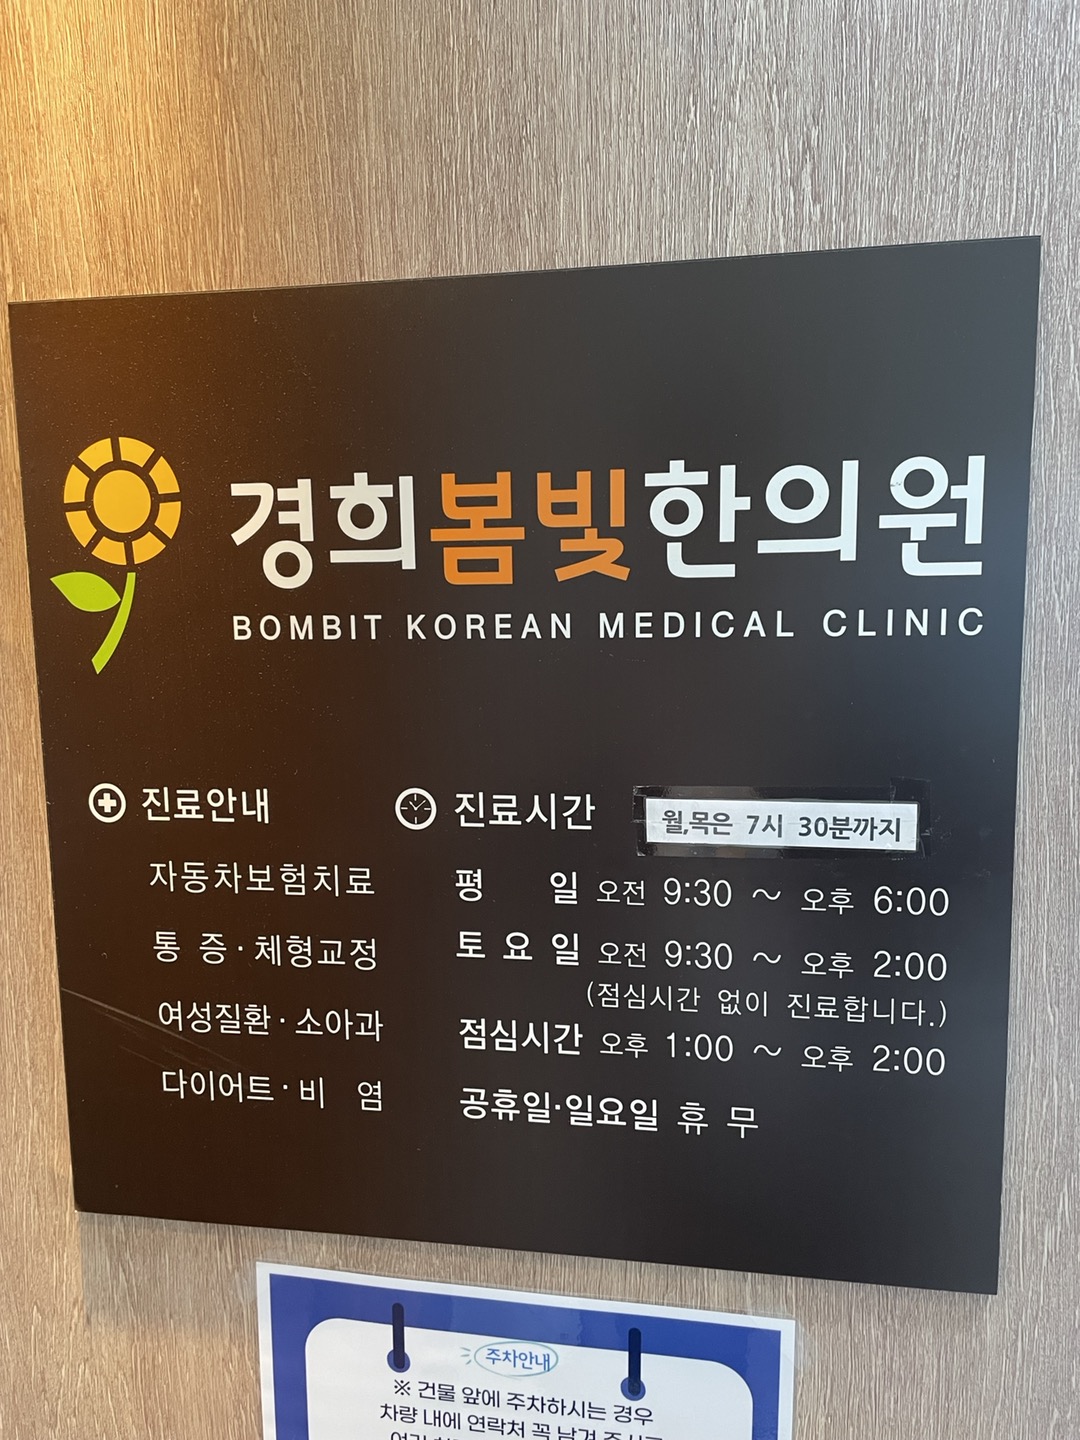 경희봄빛한의원
BOMBIT KOREAN MEDICAL CLINIC
진료안내
자동차보험치료
통 증·체형교정
여성질환·소아과
다이어트·비 염
진료시간
월,목은 7시 30분까지
평 일 오전 9:30 ~ 오후 6:00
토 요 일 오전 9:30 ~ 오후 2:00
(점심시간 없이 진료합니다.)
점심시간 오후 1:00 ~ 오후 2:00
공휴일·일요일 휴 무
주차안내
※ 건물 앞에 주차하시는 경우
차량 내에 연락처 꼭 남겨